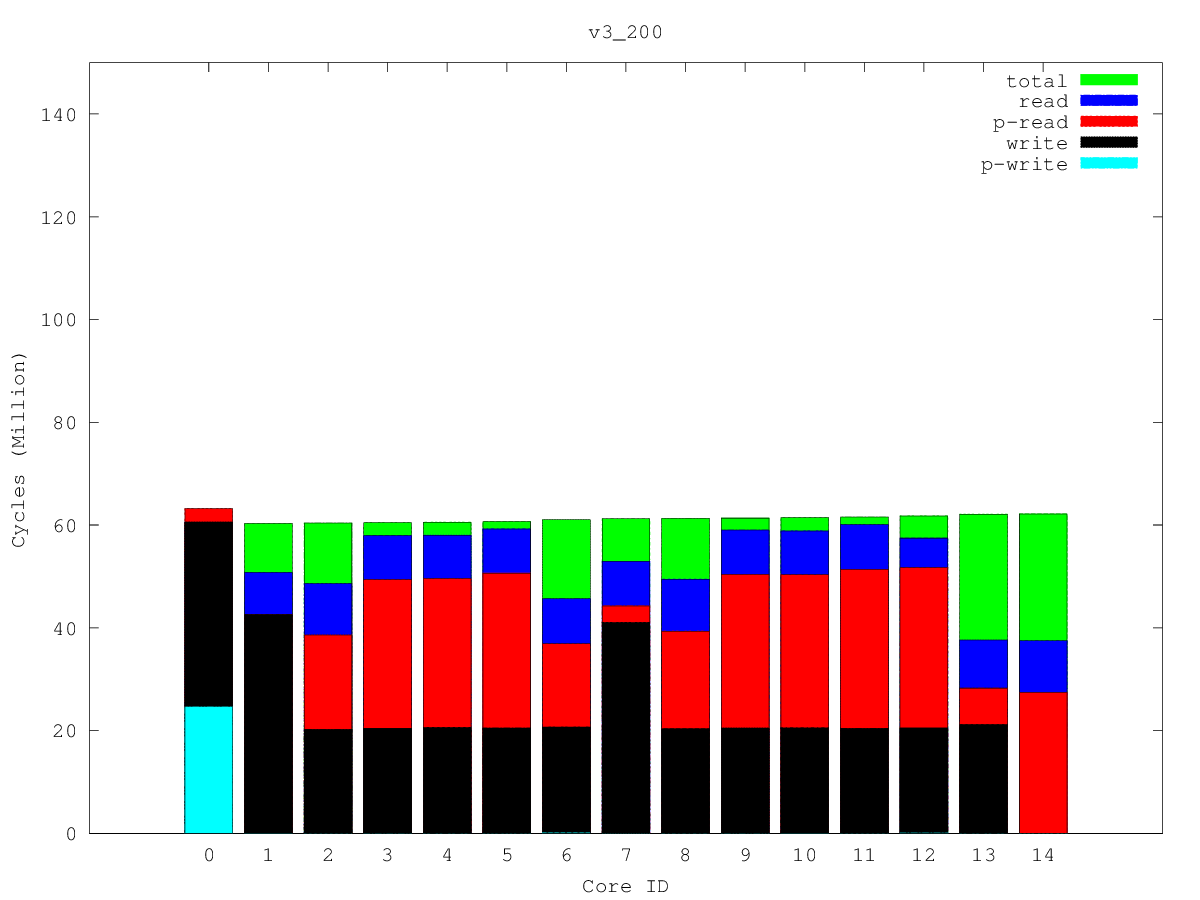 v3_200
total
read
p-read
write
p-write
140
120
100
80
60
40
20
0
Cycles (Million)
0 1 2 3 4 5 6 7 8 9 10 11 12 13 14
Core ID